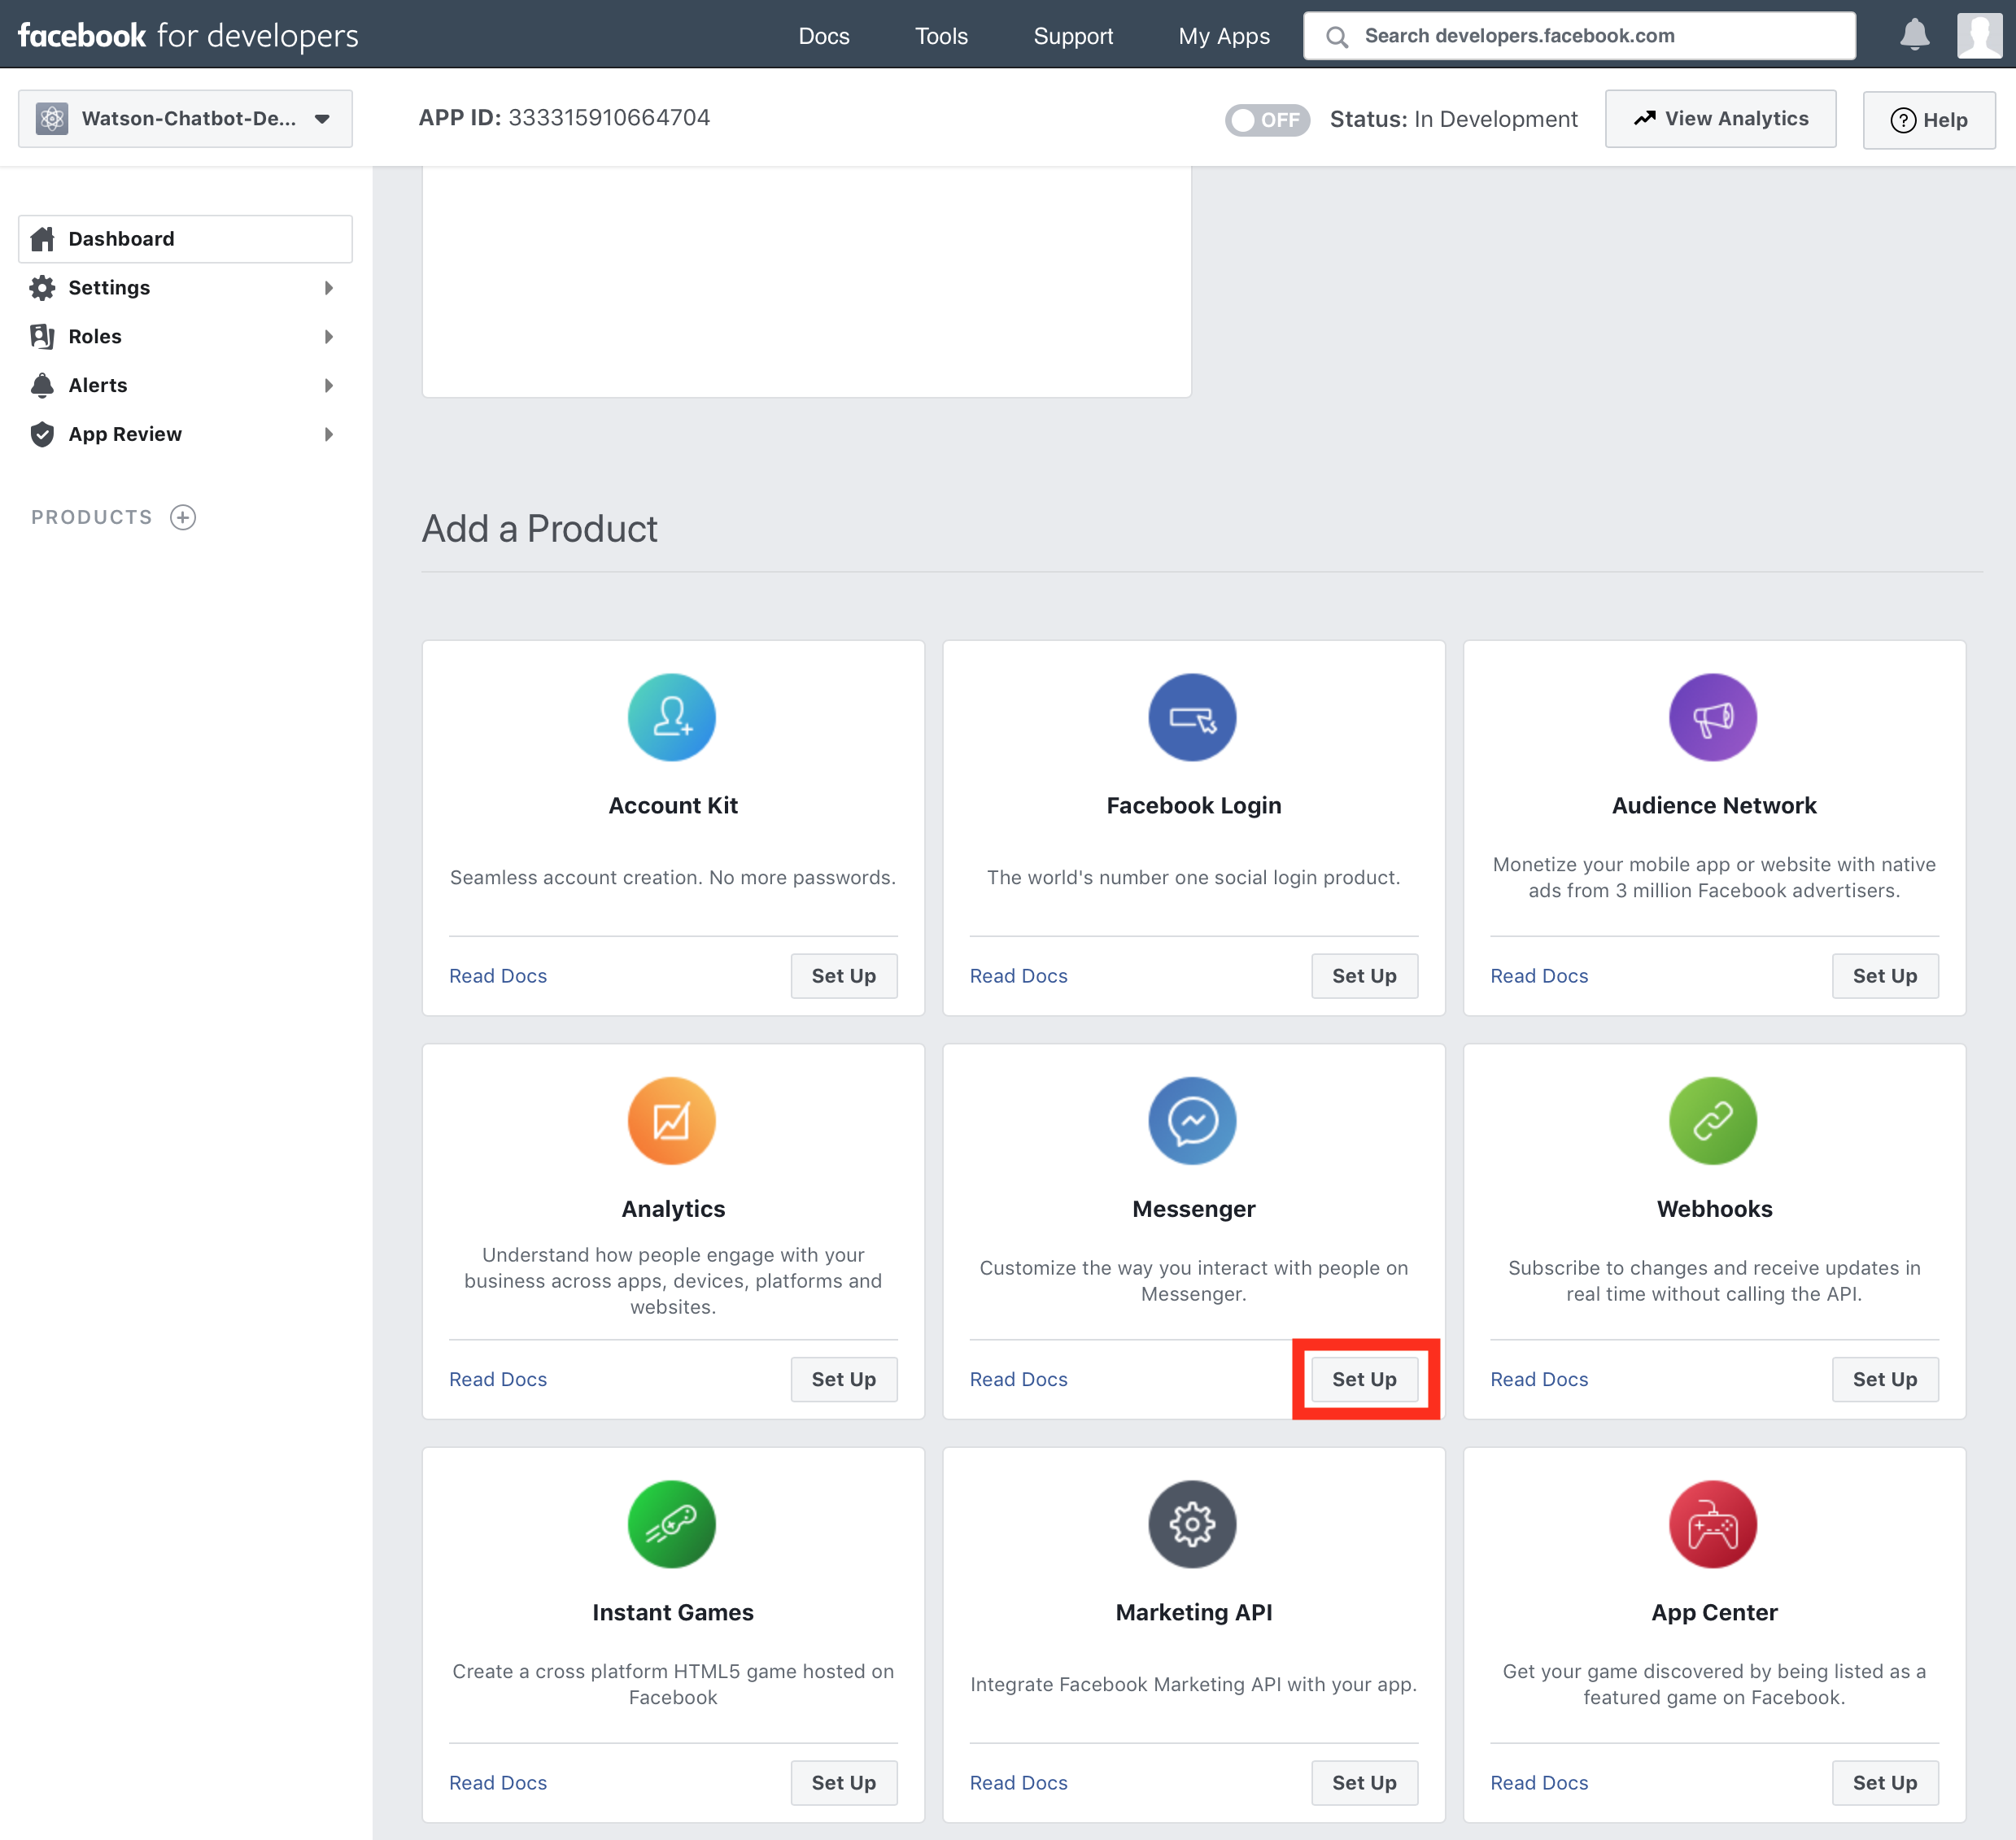 facebook for developers
Docs
Tools
Support
My Apps
Search developers.facebook.com
Watson-Chatbot-De...
APP ID: 333315910664704
OFF
Status: In Development
View Analytics
? Help
Dashboard
Settings
Roles
Alerts
App Review
PRODUCTS
Add a Product
Account Kit
Seamless account creation. No more passwords.
Read Docs
Set Up
Facebook Login
The world's number one social login product.
Read Docs
Set Up
Audience Network
Monetize your mobile app or website with native
ads from 3 million Facebook advertisers.
Read Docs
Set Up
Analytics
Understand how people engage with your
business across apps, devices, platforms and
websites.
Read Docs
Set Up
Messenger
Customize the way you interact with people on
Messenger.
Read Docs
Set Up
Webhooks
Subscribe to changes and receive updates in
real time without calling the API.
Read Docs
Set Up
Instant Games
Create a cross platform HTML5 game hosted on
Facebook
Read Docs
Set Up
Marketing API
Integrate Facebook Marketing API with your app.
Read Docs
Set Up
App Center
Get your game discovered by being listed as a
featured game on Facebook.
Read Docs
Set Up